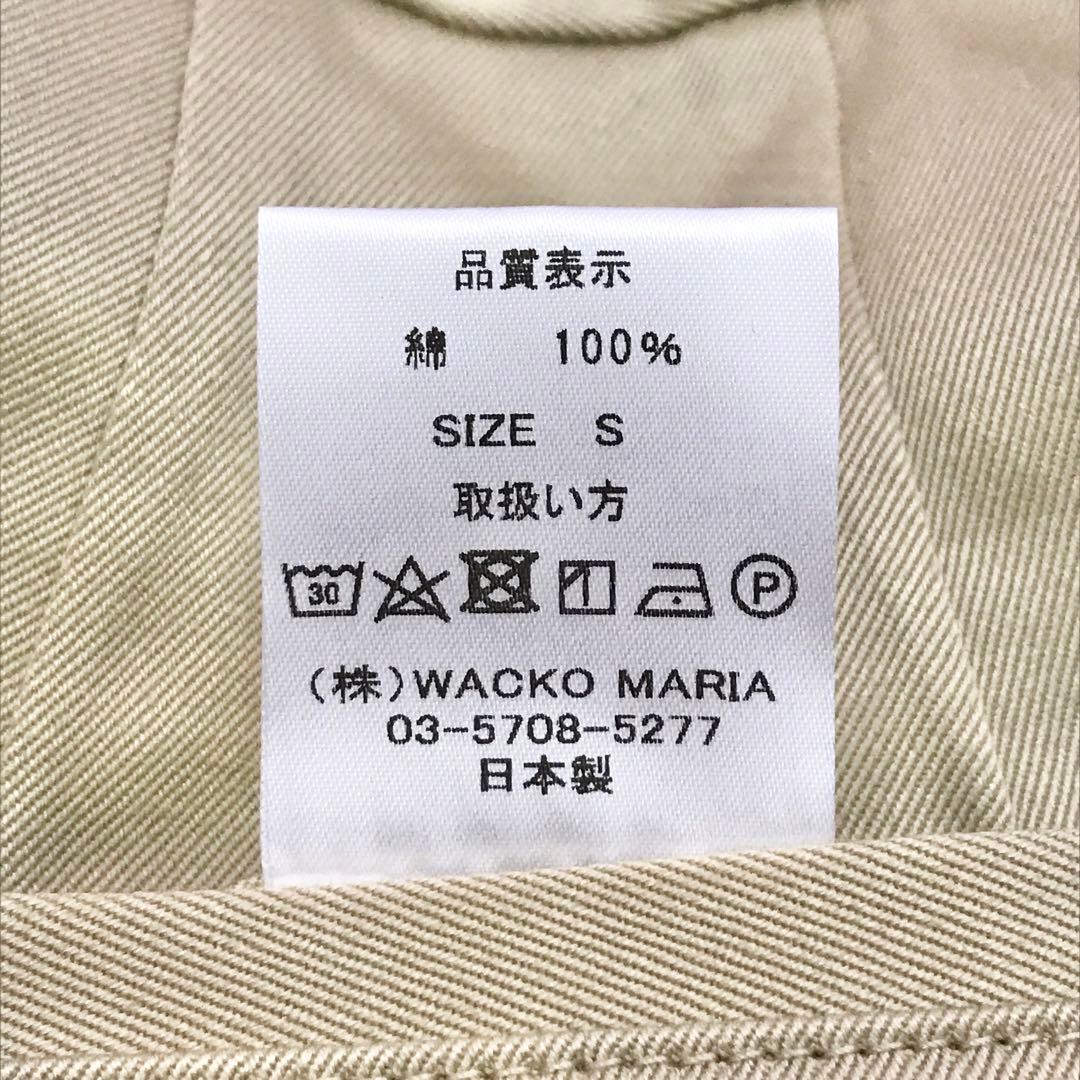 品質表示
綿 100%
SIZE S
取扱い方
30 P
(株)WACKO MARIA
03-5708-5277
日本製